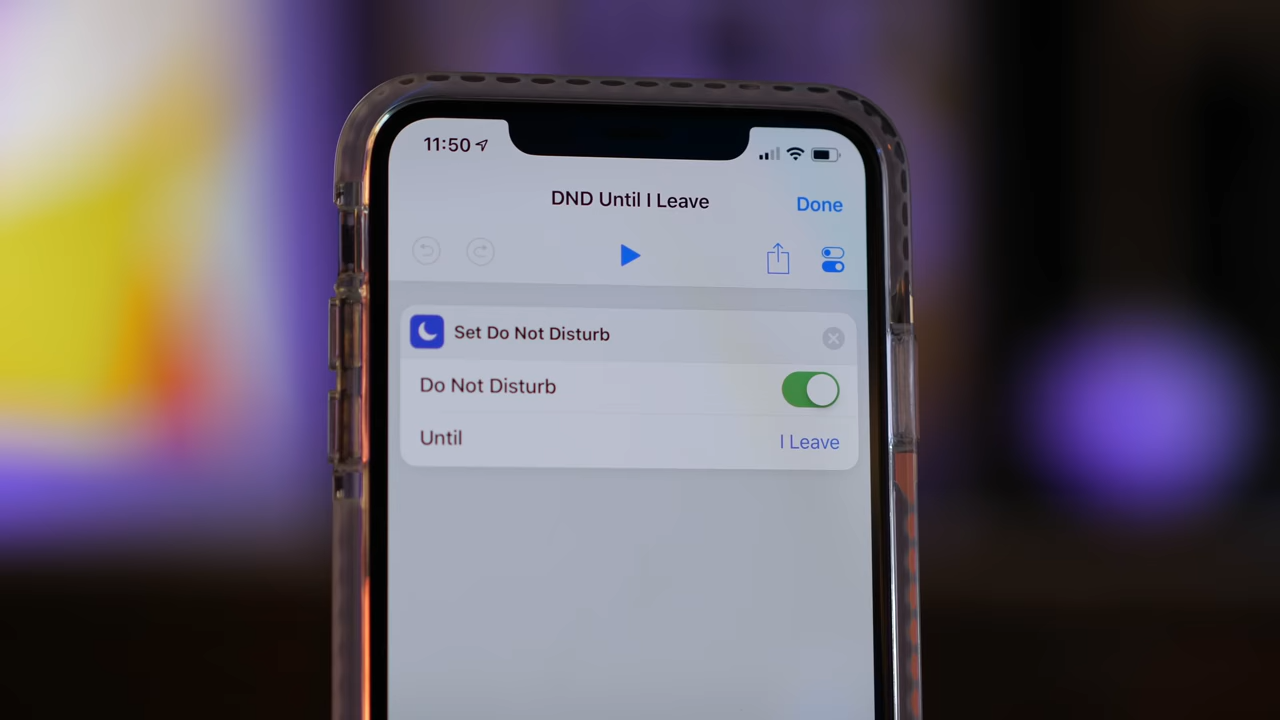 11:50
DND Until I Leave
Done
Set Do Not Disturb
Do Not Disturb
Until
I Leave